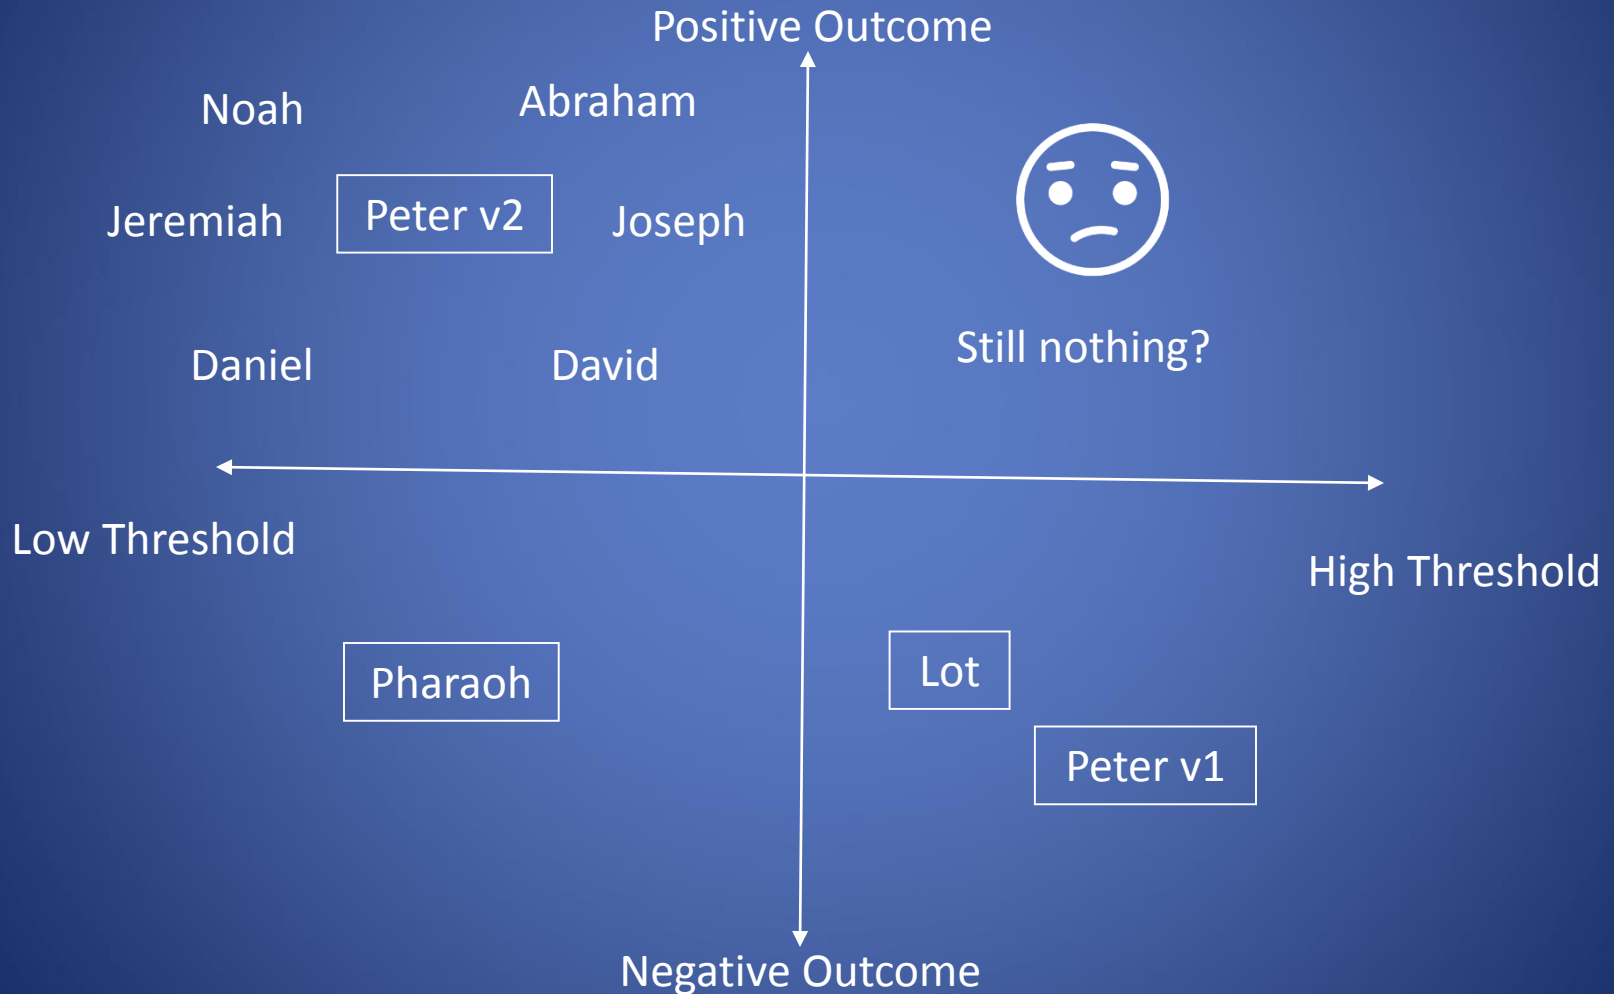 Positive Outcome
Noah
Abraham
Jeremiah
Peter v2
Joseph
Still nothing?
Daniel
David
Low Threshold
High Threshold
Pharaoh
Lot
Peter v1
Negative Outcome